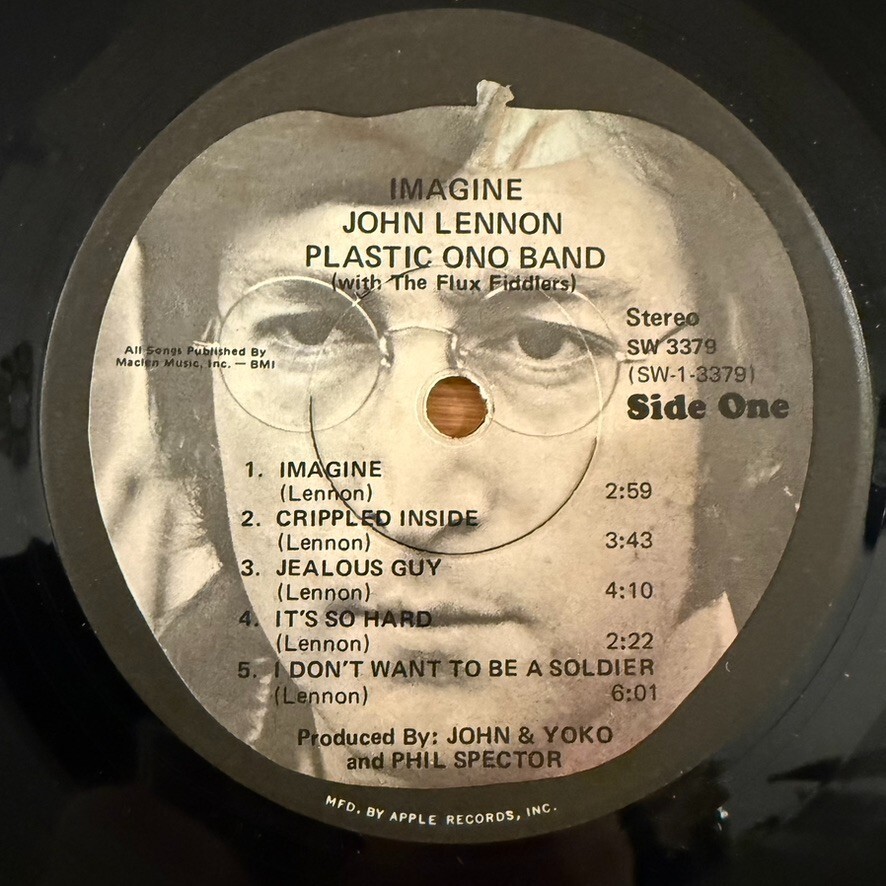 IMAGINE
JOHN LENNON
PLASTIC ONO BAND
(with The Flux Fiddlers)
All Songs Published By
Maclen Music, Inc. — BMI
Stereo
SW 3379
(SW-1-3379)
Side One
1. IMAGINE
(Lennon) 2:59
2. CRIPPLED INSIDE
(Lennon) 3:43
3. JEALOUS GUY
(Lennon) 4:10
4. IT'S SO HARD
(Lennon) 2:22
5. I DON'T WANT TO BE A SOLDIER
(Lennon) 6:01
Produced By: JOHN & YOKO
and PHIL SPECTOR
MFD. BY APPLE RECORDS, INC.